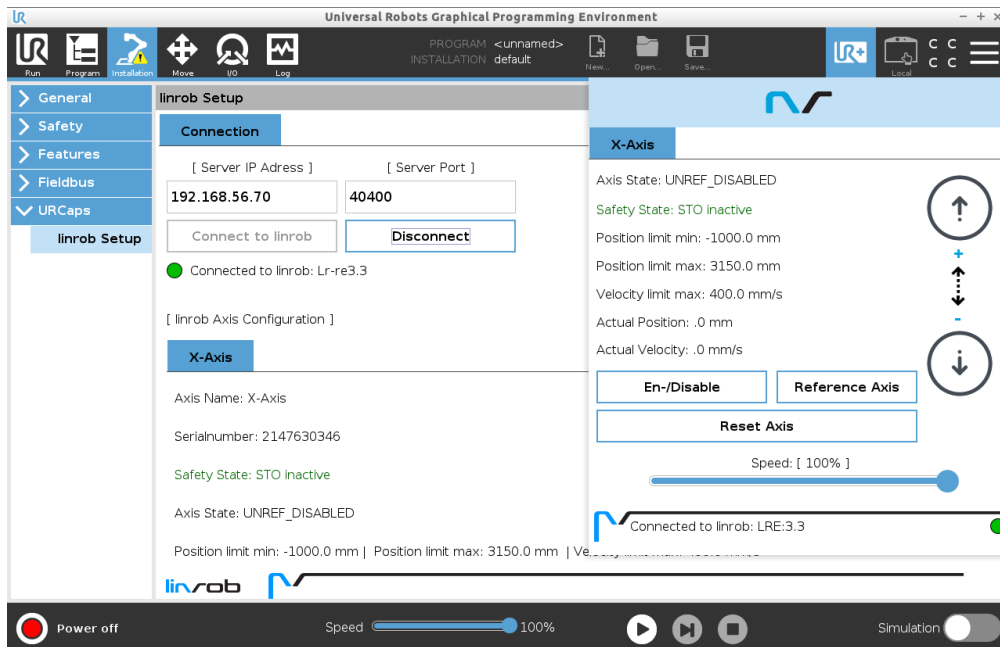 Universal Robots Graphical Programming Environment
PROGRAM <unnamed>
INSTALLATION default
Run Program Installation Move I/O Log New... Open... Save... UR+ Local
C C
C C
General
Safety
Features
Fieldbus
URCaps
linrob Setup
linrob Setup
Connection
[ Server IP Adress ] [ Server Port ]
192.168.56.70 40400
Connect to linrob Disconnect
Connected to linrob: Lr-re3.3
[ linrob Axis Configuration ]
X-Axis
Axis Name: X-Axis
Serialnumber: 2147630346
Safety State: STO inactive
Axis State: UNREF_DISABLED
Position limit min: -1000.0 mm | Position limit max: 3150.0 mm |
linrob
X-Axis
Axis State: UNREF_DISABLED
Safety State: STO inactive
Position limit min: -1000.0 mm
Position limit max: 3150.0 mm
Velocity limit max: 400.0 mm/s
Actual Position: .0 mm
Actual Velocity: .0 mm/s
+
-
En-/Disable Reference Axis
Reset Axis
Speed: [ 100% ]
Connected to linrob: LRE:3.3
Power off Speed 100% Simulation